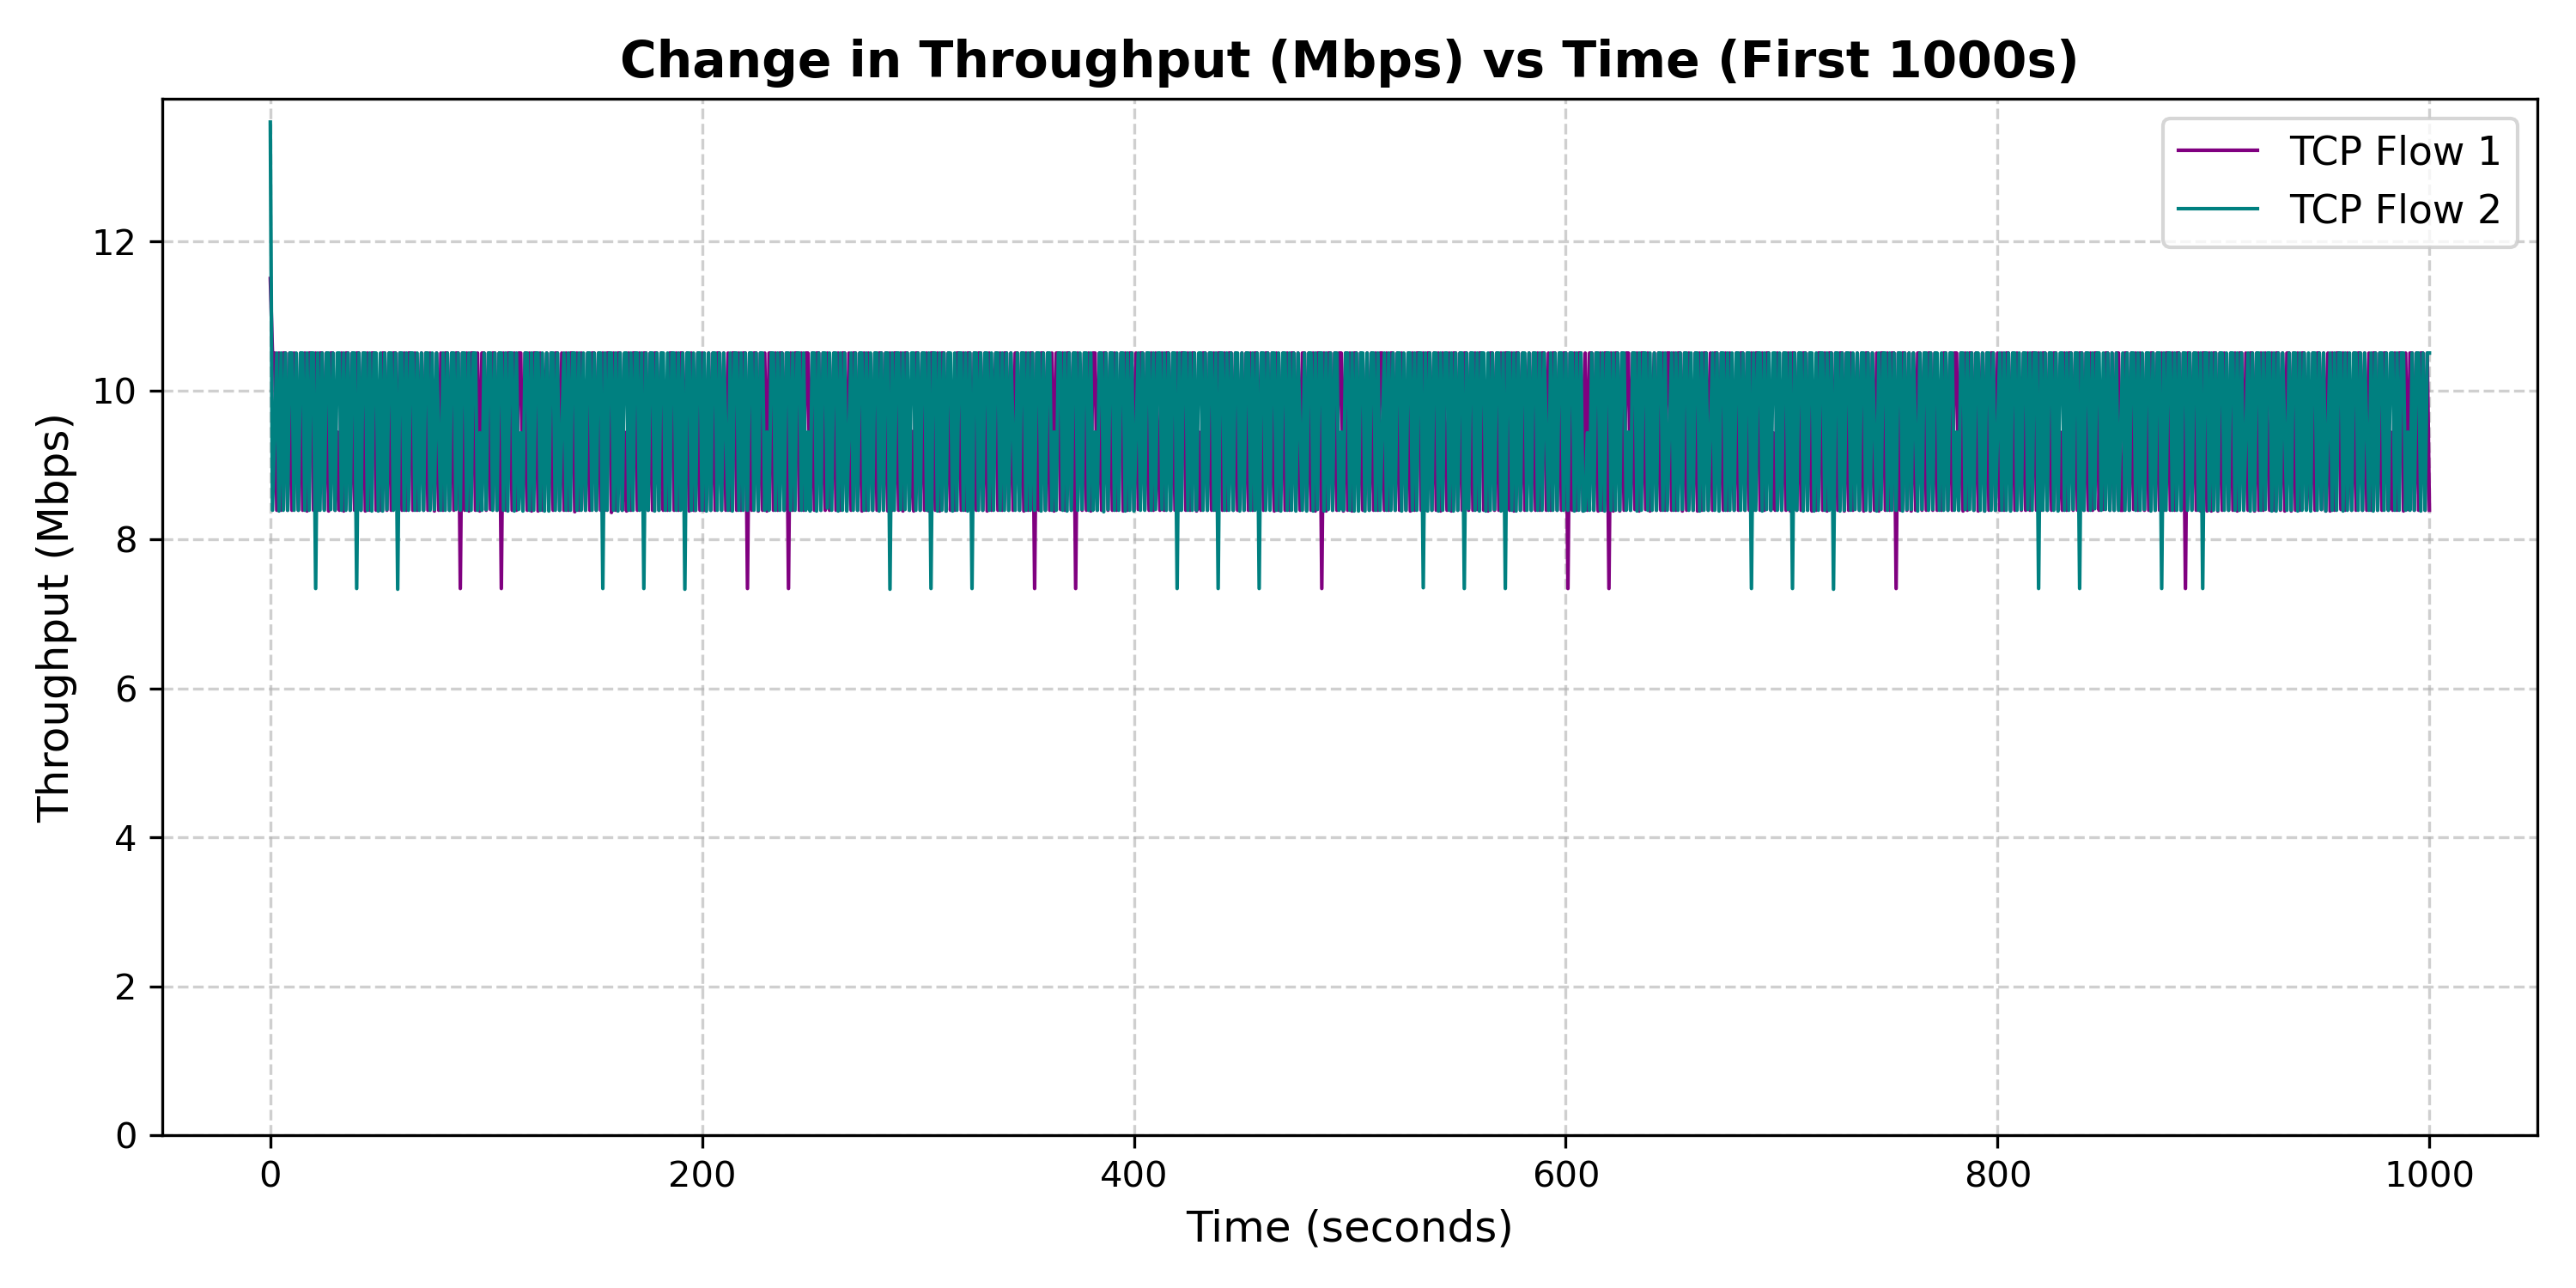 Change in Throughput (Mbps) vs Time (First 1000s)
TCP Flow 1
TCP Flow 2
Throughput (Mbps)
12
10
8
6
4
2
0
0 200 400 600 800 1000
Time (seconds)